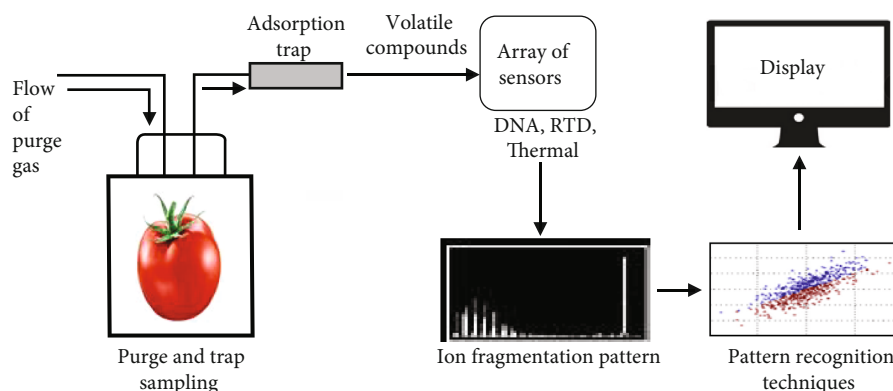 Flow
of
purge
gas
Adsorption
trap
Volatile
compounds
Array of
sensors
DNA, RTD,
Thermal
Display
Purge and trap
sampling
Ion fragmentation pattern
Pattern recognition
techniques